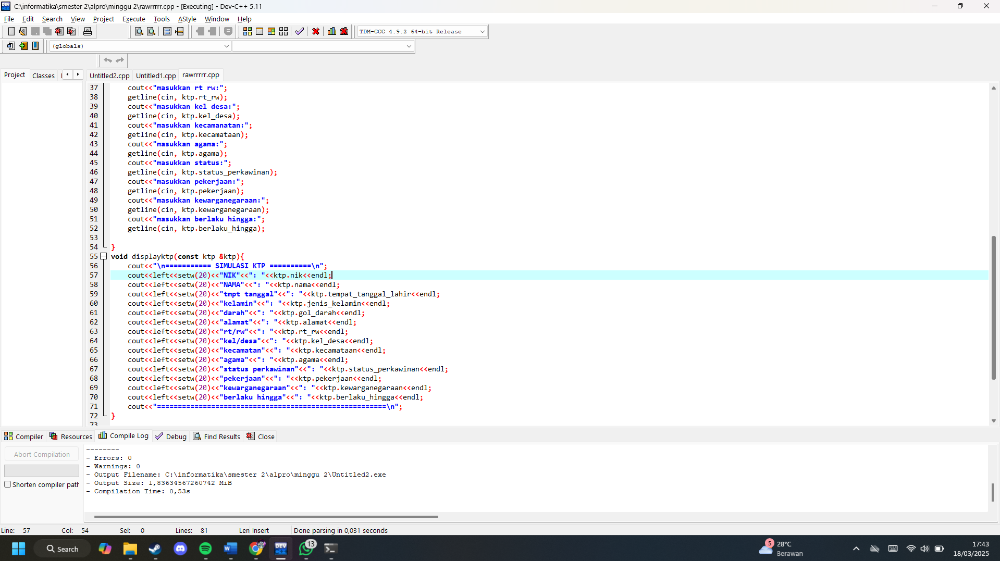 C:\informatika\smester 2\alpro\minggu 2\rawrrrrr.cpp - [Executing] - Dev-C++ 5.11
File Edit Search View Project Execute Tools AStyle Window Help
TDM-GCC 4.9.2 64-bit Release
(globals)
Project Classes
Untitled2.cpp Untitled1.cpp rawrrrrr.cpp
37 cout<<"masukkan rt rw:";
38 getline(cin, ktp.rt_rw);
39 cout<<"masukkan kel desa:";
40 getline(cin, ktp.kel_desa);
41 cout<<"masukkan kecamanatan:";
42 getline(cin, ktp.kecamataan);
43 cout<<"masukkan agama:";
44 getline(cin, ktp.agama);
45 cout<<"masukkan status:";
46 getline(cin, ktp.status_perkawinan);
47 cout<<"masukkan pekerjaan:";
48 getline(cin, ktp.pekerjaan);
49 cout<<"masukkan kewarganegaraan:";
50 getline(cin, ktp.kewarganegaraan);
51 cout<<"masukkan berlaku hingga:";
52 getline(cin, ktp.berlaku_hingga);
53
54 }
55 void displayktp(const ktp &ktp){
56 cout<<"\n=========== SIMULASI KTP ==========\n";
57 cout<<left<<setw(20)<<"NIK"<<": "<<ktp.nik<<endl;
58 cout<<left<<setw(20)<<"NAMA"<<": "<<ktp.nama<<endl;
59 cout<<left<<setw(20)<<"tmpt tanggal"<<": "<<ktp.tempat_tanggal_lahir<<endl;
60 cout<<left<<setw(20)<<"kelamin"<<": "<<ktp.jenis_kelamin<<endl;
61 cout<<left<<setw(20)<<"darah"<<": "<<ktp.gol_darah<<endl;
62 cout<<left<<setw(20)<<"alamat"<<": "<<ktp.alamat<<endl;
63 cout<<left<<setw(20)<<"rt/rw"<<": "<<ktp.rt_rw<<endl;
64 cout<<left<<setw(20)<<"kel/desa"<<": "<<ktp.kel_desa<<endl;
65 cout<<left<<setw(20)<<"kecamatan"<<": "<<ktp.kecamataan<<endl;
66 cout<<left<<setw(20)<<"agama"<<": "<<ktp.agama<<endl;
67 cout<<left<<setw(20)<<"status perkawinan"<<": "<<ktp.status_perkawinan<<endl;
68 cout<<left<<setw(20)<<"pekerjaan"<<": "<<ktp.pekerjaan<<endl;
69 cout<<left<<setw(20)<<"kewarganegaraan"<<": "<<ktp.kewarganegaraan<<endl;
70 cout<<left<<setw(20)<<"berlaku hingga"<<": "<<ktp.berlaku_hingga<<endl;
71 cout<<"=======================================================\n";
72 }
73
Compiler Resources Compile Log Debug Find Results Close
Abort Compilation
Shorten compiler path
--------
- Errors: 0
- Warnings: 0
- Output Filename: C:\informatika\smester 2\alpro\minggu 2\Untitled2.exe
- Output Size: 1,83634567260742 MiB
- Compilation Time: 0,53s
Line: 57 Col: 54 Sel: 0 Lines: 81 Len Insert Done parsing in 0,031 seconds
Search
DEV
13
5
28°C
Berawan
17:43
18/03/2025